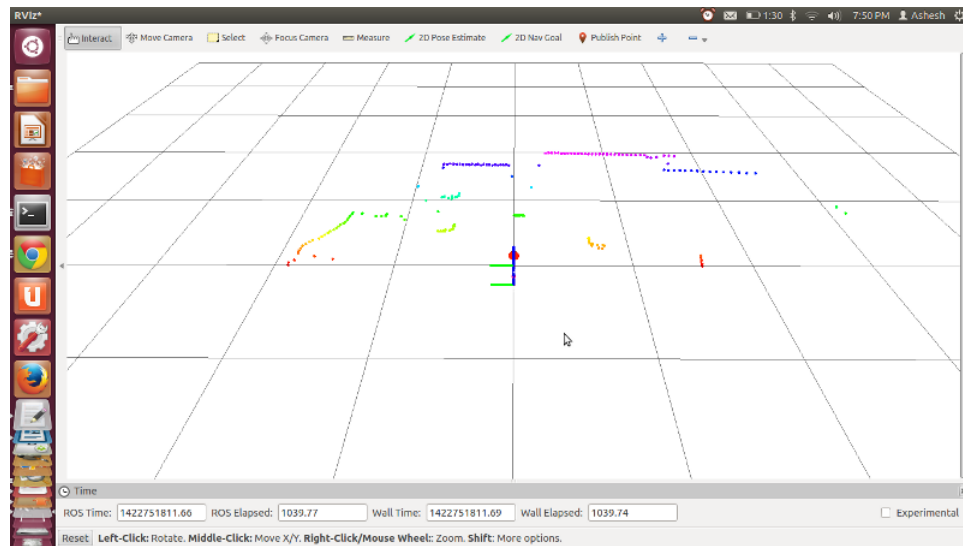 RViz* 1:30 7:50 PM Ashesh
Interact Move Camera Select Focus Camera Measure 2D Pose Estimate 2D Nav Goal Publish Point
Time
ROS Time: 1422751811.66 ROS Elapsed: 1039.77 Wall Time: 1422751811.69 Wall Elapsed: 1039.74 Experimental
Reset Left-Click: Rotate. Middle-Click: Move X/Y. Right-Click/Mouse Wheel:: Zoom. Shift: More options.